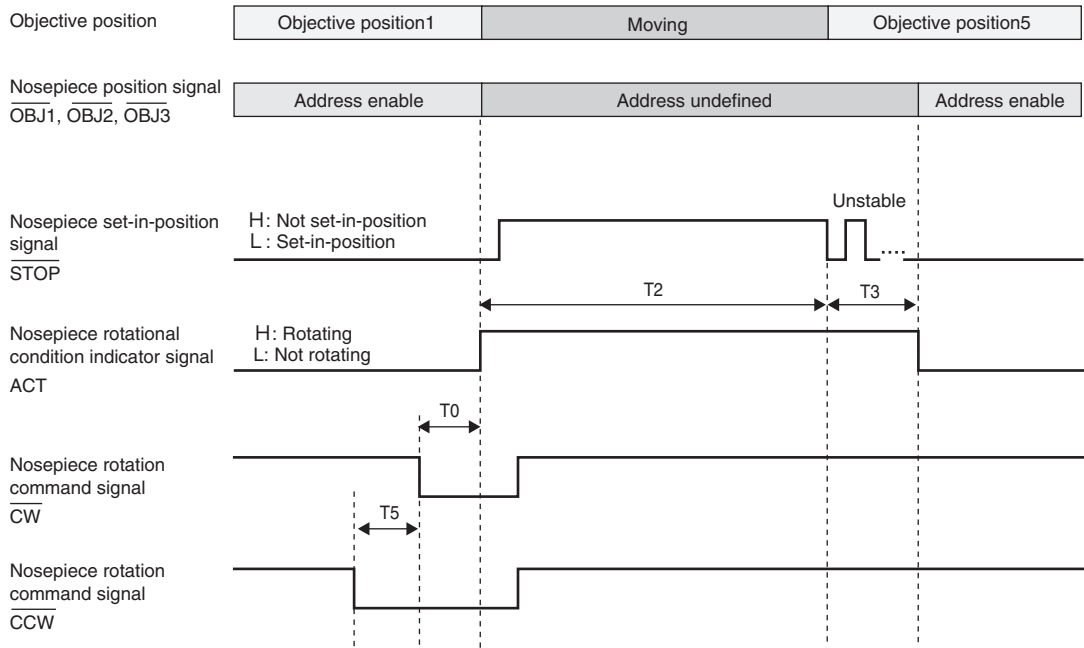 Objective position
Objective position1
Moving
Objective position5
Nosepiece position signal
OBJ1, OBJ2, OBJ3
Address enable
Address undefined
Address enable
Nosepiece set-in-position
signal
STOP
H: Not set-in-position
L: Set-in-position
Unstable
T2
T3
Nosepiece rotational
condition indicator signal
ACT
H: Rotating
L: Not rotating
T0
Nosepiece rotation
command signal
CW
T5
Nosepiece rotation
command signal
CCW